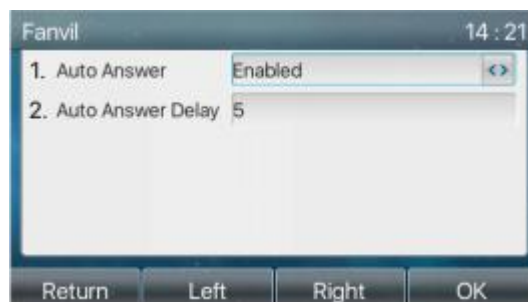 Fanvil 14:21
1. Auto Answer Enabled <>
2. Auto Answer Delay 5
Return Left Right OK